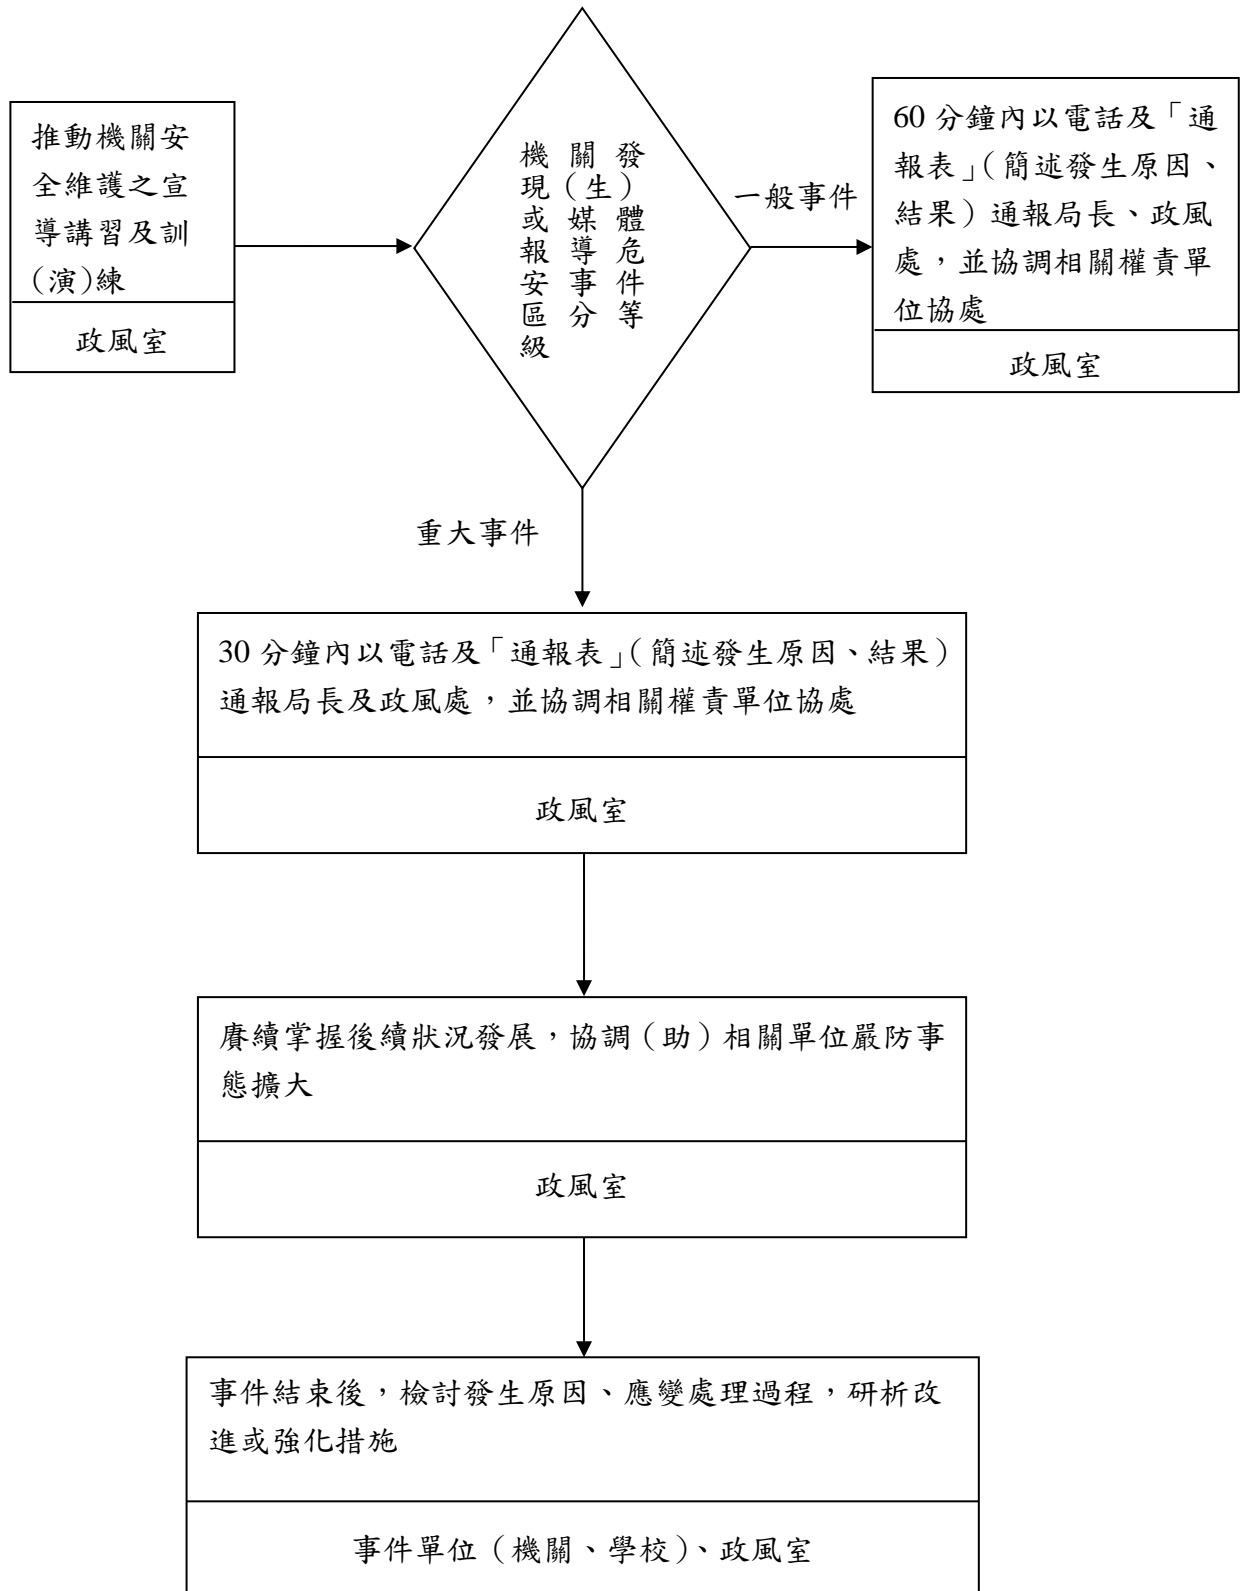 推動機關安
全維護之宣
導講習及訓
(演)練
政風室
機關發
現(生)
或媒體
報導危
安事件
區分等
級
一般事件
60 分鐘內以電話及「通
報表」(簡述發生原因、
結果)通報局長、政風
處,並協調相關權責單
位協處
政風室
重大事件
30 分鐘內以電話及「通報表」(簡述發生原因、結果)
通報局長及政風處,並協調相關權責單位協處
政風室
賡續掌握後續狀況發展,協調(助)相關單位嚴防事
態擴大
政風室
事件結束後,檢討發生原因、應變處理過程,研析改
進或強化措施
事件單位(機關、學校)、政風室